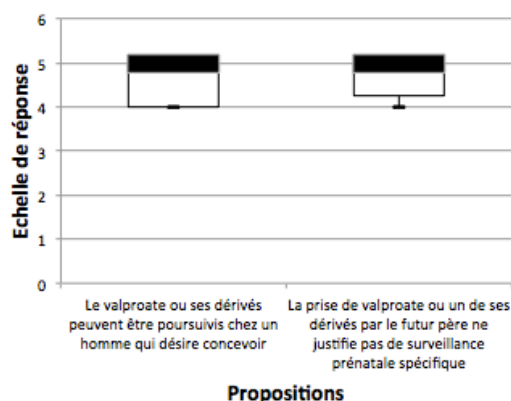 6
5
4
3
2
1
0
Echelle de réponse
Le valproate ou ses dérivés
peuvent être poursuivis chez un
homme qui désire concevoir
La prise de valproate ou un de ses
dérivés par le futur père ne
justifie pas de surveillance
prénatale spécifique
Propositions